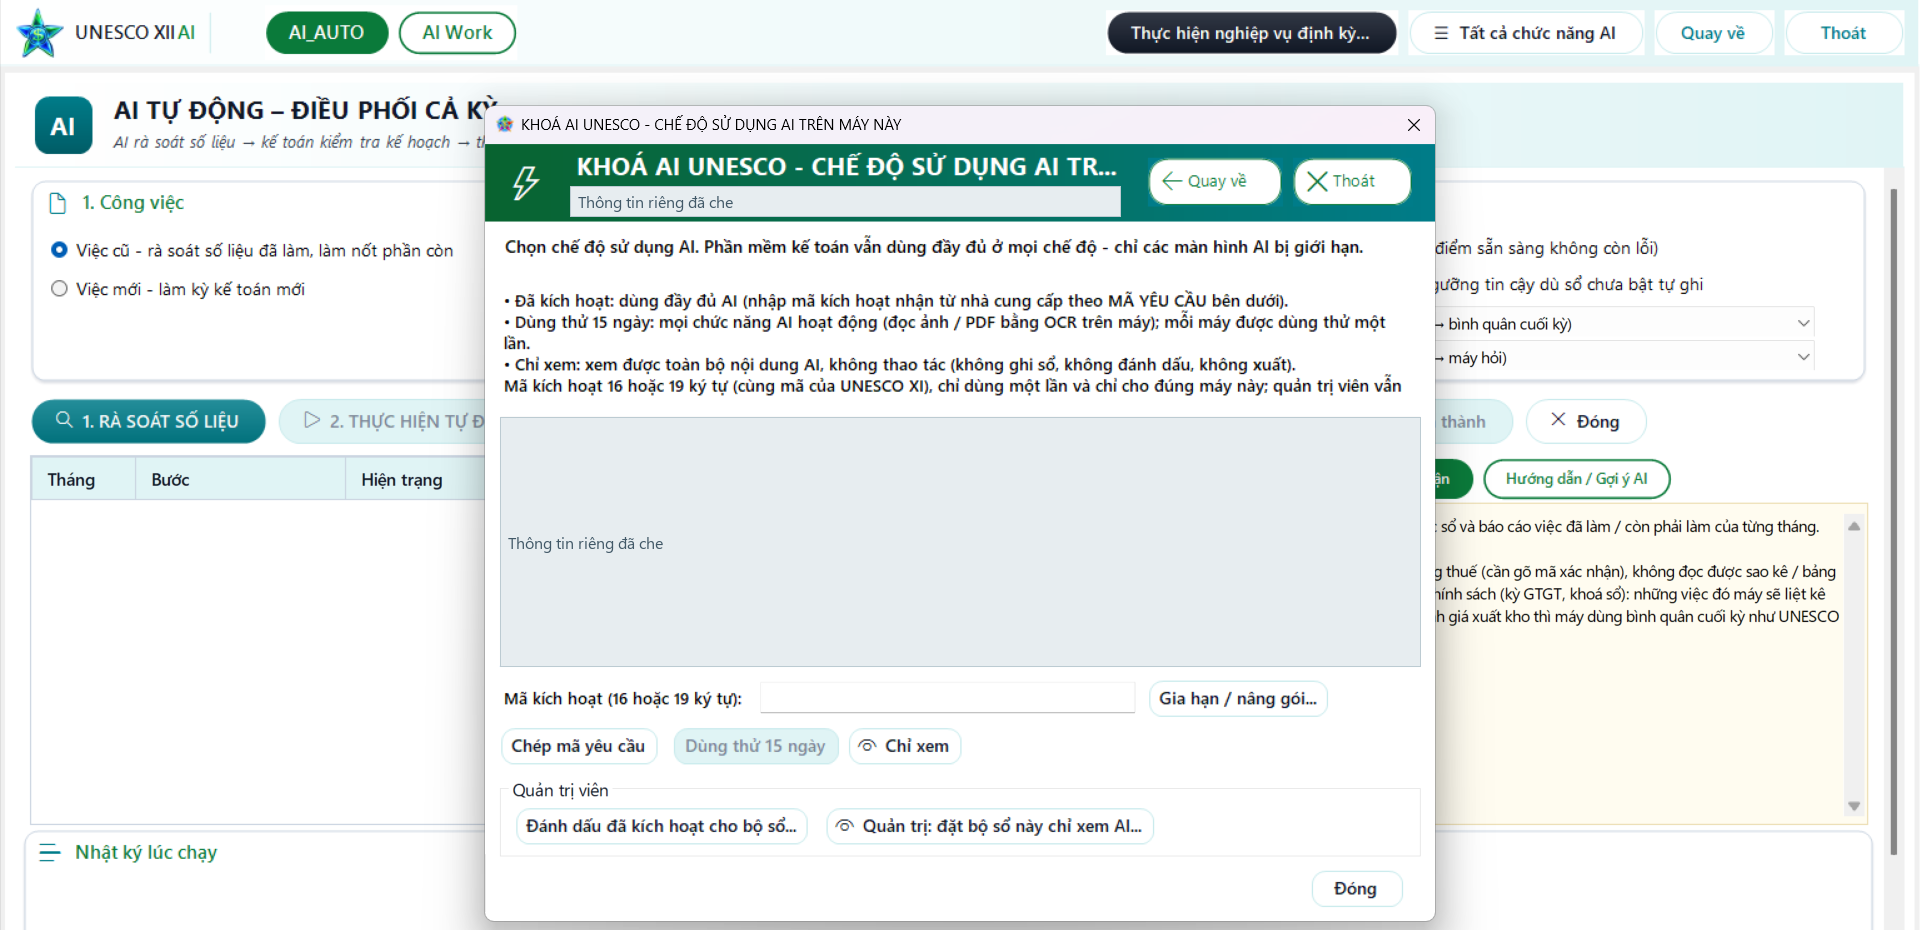 UNESCO XII AI
AI_AUTO
AI Work
Thực hiện nghiệp vụ định kỳ...
Tất cả chức năng AI
Quay về
Thoát
AI
AI TỰ ĐỘNG – ĐIỀU PHỐI CẢ KỲ
AI rà soát số liệu → kế toán kiểm tra kế hoạch →
1. Công việc
Việc cũ - rà soát số liệu đã làm, làm nốt phần còn
Việc mới - làm kỳ kế toán mới
1. RÀ SOÁT SỐ LIỆU
2. THỰC HIỆN TỰ Đ
Tháng
Bước
Hiện trạng
Nhật ký lúc chạy
KHOÁ AI UNESCO - CHẾ ĐỘ SỬ DỤNG AI TRÊN MÁY NÀY
KHOÁ AI UNESCO - CHẾ ĐỘ SỬ DỤNG AI TR...
Thông tin riêng đã che
Quay về
Thoát
Chọn chế độ sử dụng AI. Phần mềm kế toán vẫn dùng đầy đủ ở mọi chế độ - chỉ các màn hình AI bị giới hạn.
• Đã kích hoạt: dùng đầy đủ AI (nhập mã kích hoạt nhận từ nhà cung cấp theo MÃ YÊU CẦU bên dưới).
• Dùng thử 15 ngày: mọi chức năng AI hoạt động (đọc ảnh / PDF bằng OCR trên máy); mỗi máy được dùng thử một
lần.
• Chỉ xem: xem được toàn bộ nội dung AI, không thao tác (không ghi sổ, không đánh dấu, không xuất).
Mã kích hoạt 16 hoặc 19 ký tự (cùng mã của UNESCO XI), chỉ dùng một lần và chỉ cho đúng máy này; quản trị viên vẫn
Thông tin riêng đã che
Mã kích hoạt (16 hoặc 19 ký tự):
Gia hạn / nâng gói...
Chép mã yêu cầu
Dùng thử 15 ngày
Chỉ xem
Quản trị viên
Đánh dấu đã kích hoạt cho bộ sổ...
Quản trị: đặt bộ sổ này chỉ xem AI...
Đóng
điểm sẵn sàng không còn lỗi)
gưỡng tin cậy dù sổ chưa bật tự ghi
→ bình quân cuối kỳ)
→ máy hỏi)
thành
Đóng
Hướng dẫn / Gợi ý AI
sổ và báo cáo việc đã làm / còn phải làm của từng tháng.
g thuế (cần gõ mã xác nhận), không đọc được sao kê / bảng
hính sách (kỳ GTGT, khoá sổ): những việc đó máy sẽ liệt kê
h giá xuất kho thì máy dùng bình quân cuối kỳ như UNESCO